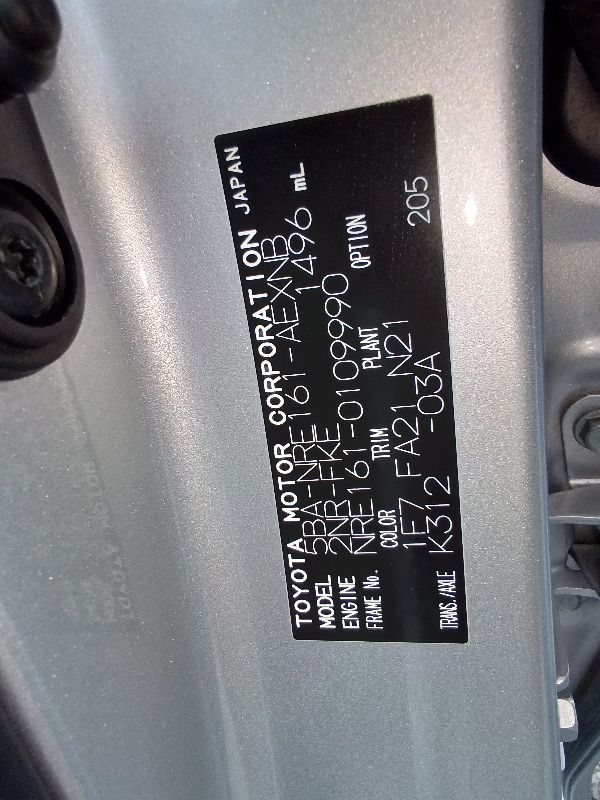 TOYOTA MOTOR CORPORATION JAPAN
MODEL 5BA-NRE161-AEXNB
ENGINE 2NR-FKE 1496 mL
FRAME No. NRE161-0109990
COLOR TRIM PLANT OPTION
1F7 FA21 N21 205
TRANS./AXLE K312 -03A